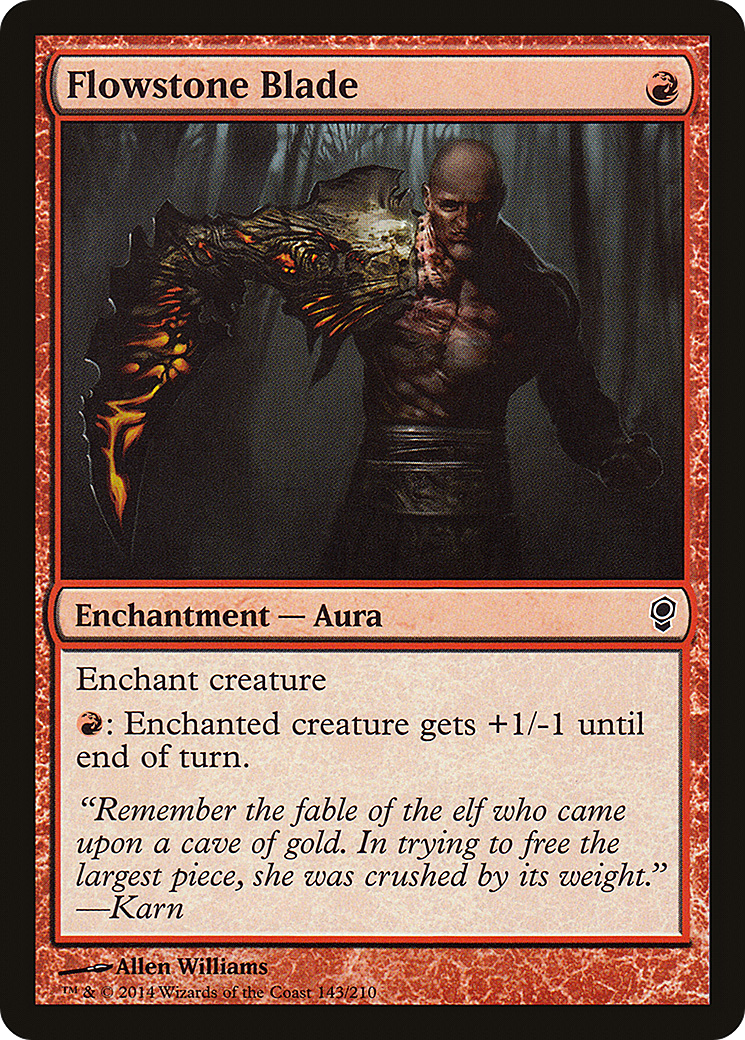 Flowstone Blade
Enchantment — Aura
Enchant creature
: Enchanted creature gets +1/-1 until
end of turn.
“Remember the fable of the elf who came
upon a cave of gold. In trying to free the
largest piece, she was crushed by its weight.”
—Karn
Allen Williams
™ & © 2014 Wizards of the Coast 143/210